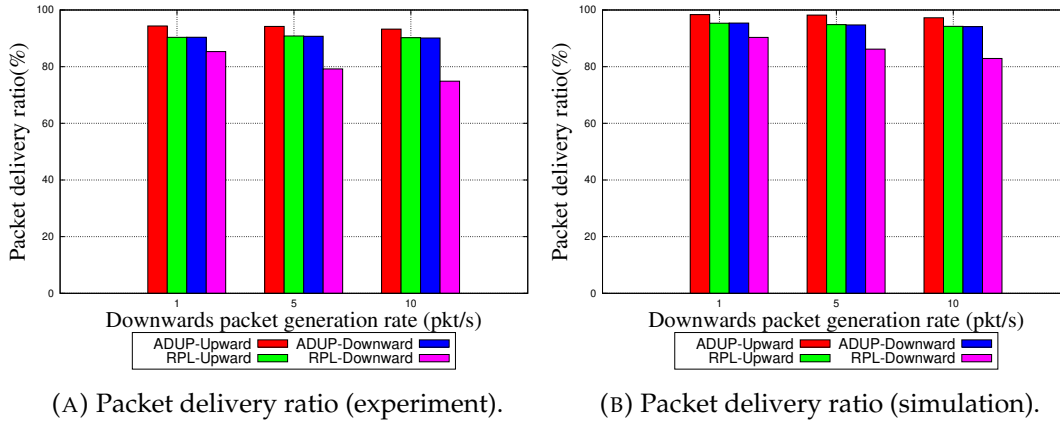 Packet delivery ratio(%)
100
80
60
40
20
0
1
5
10
Downwards packet generation rate (pkt/s)
ADUP-Upward
ADUP-Downward
RPL-Upward
RPL-Downward
(A) Packet delivery ratio (experiment).
Packet delivery ratio(%)
100
80
60
40
20
0
1
5
10
Downwards packet generation rate (pkt/s)
ADUP-Upward
ADUP-Downward
RPL-Upward
RPL-Downward
(B) Packet delivery ratio (simulation).